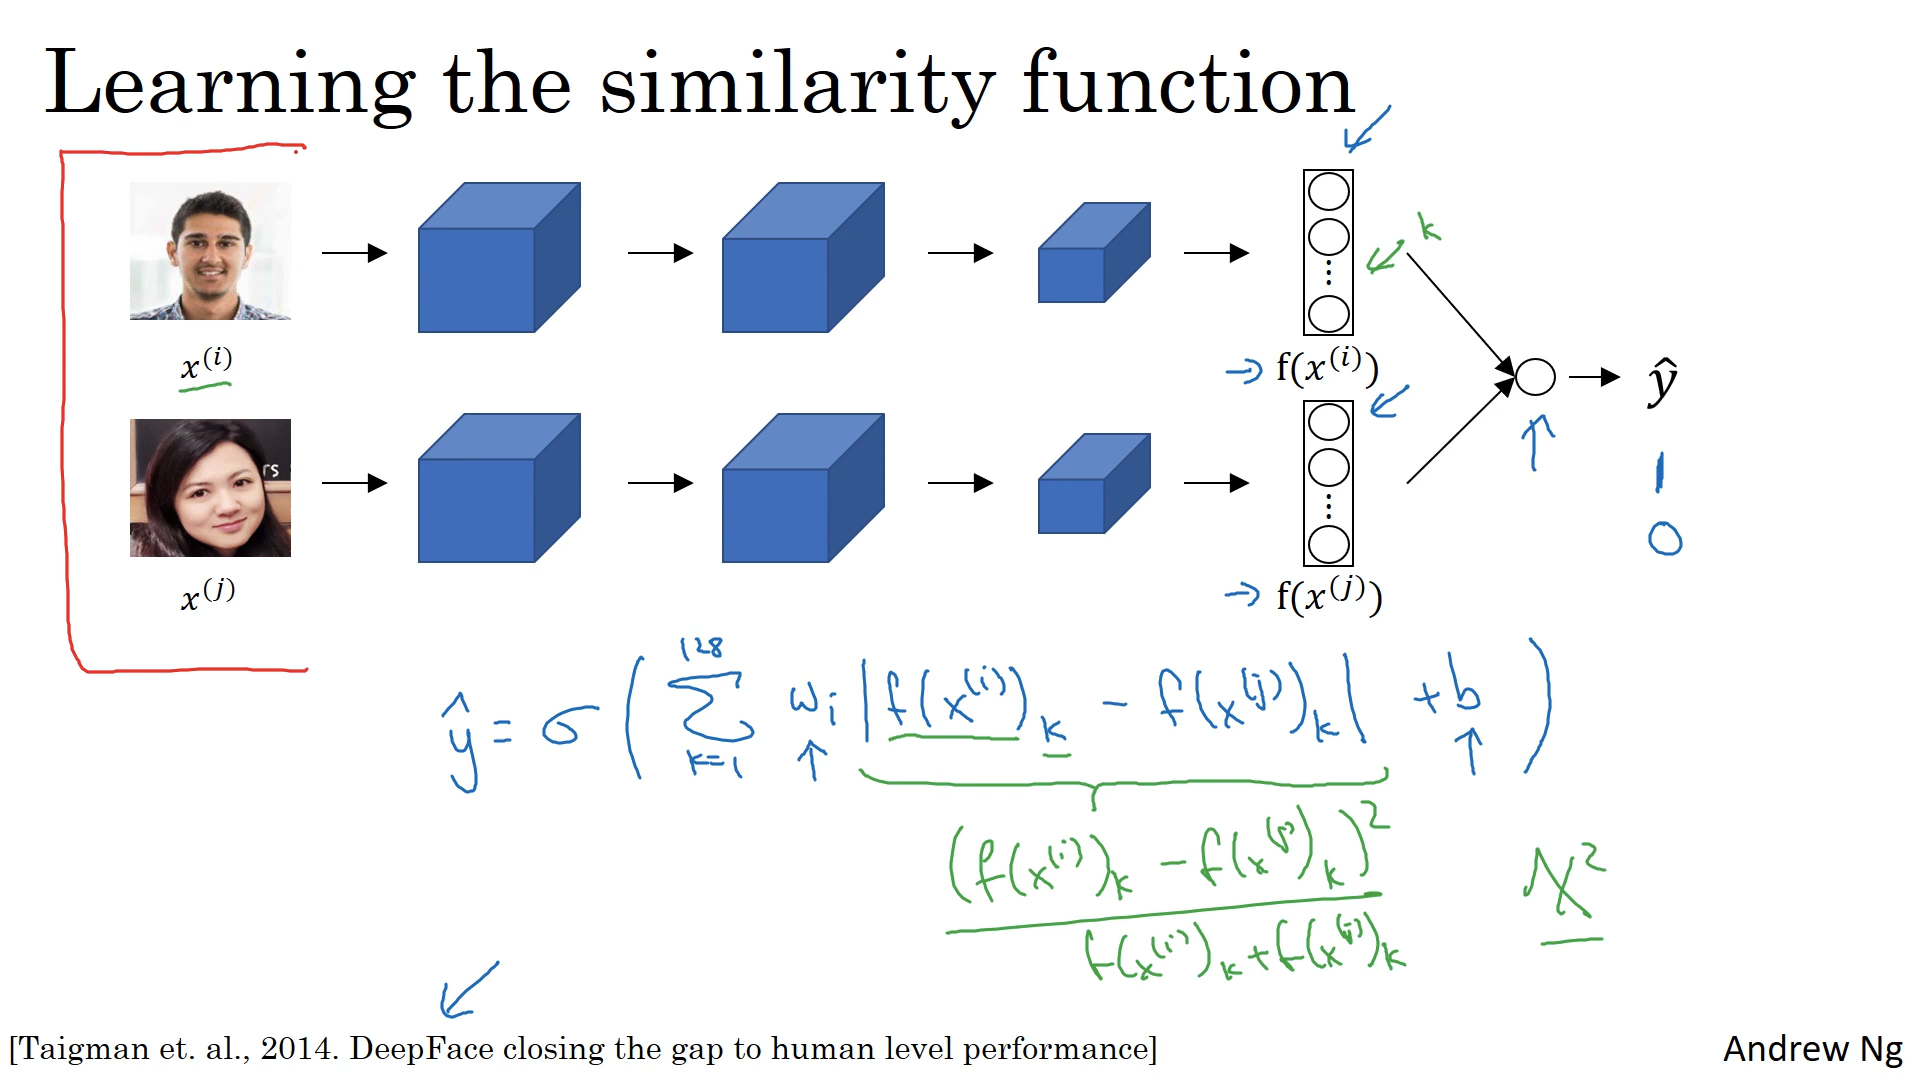 Learning the similarity function
k
x^(i)
f(x^(i))
ŷ
1
0
rs
x^(j)
f(x^(j))
ŷ = σ ( ∑_{k=1}^{128} w_i | f(x^(i))_k - f(x^(j))_k | + b )
(f(x^(i))_k - f(x^(j))_k)^2
f(x^(i))_k + f(x^(j))_k
χ^2
[Taigman et. al., 2014. DeepFace closing the gap to human level performance]
Andrew Ng